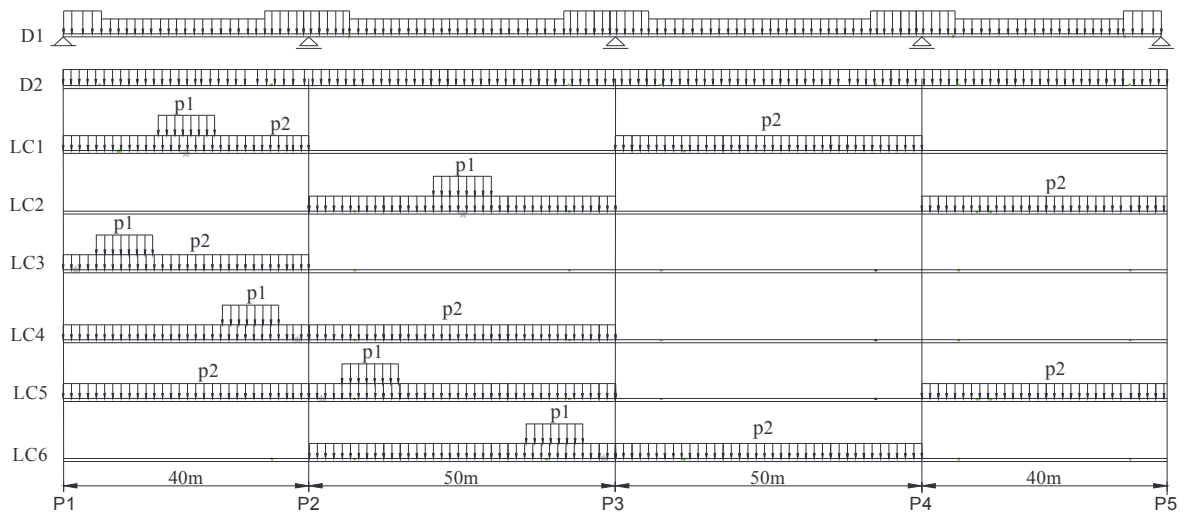 D1
D2
p1
p2 p2
LC1
p1
p2
LC2
p1
p2
LC3
p1
p2
LC4
p1
p2 p2
LC5
p1
p2
LC6
40m 50m 50m 40m
P1 P2 P3 P4 P5